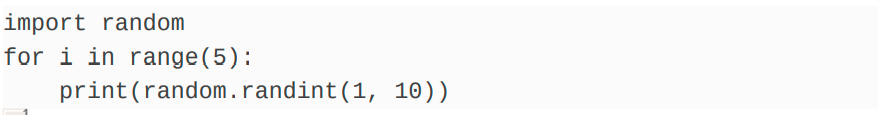 import random
for i in range(5):
    print(random.randint(1, 10))